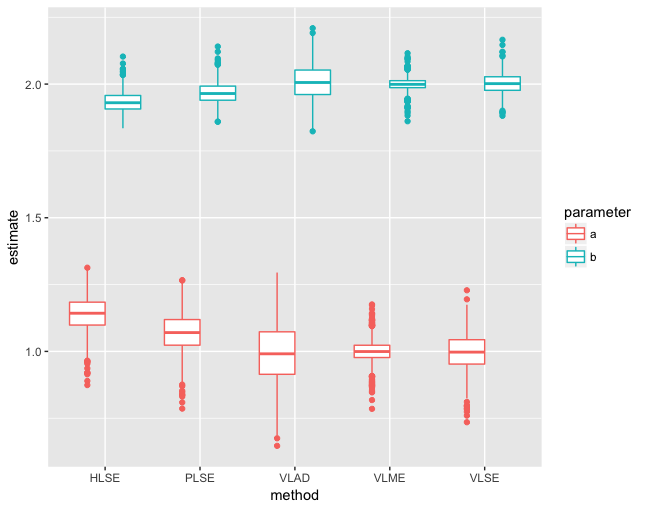 2.0
1.5
1.0
estimate
HLSE PLSE VLAD VLME VLSE
method
parameter
a
b